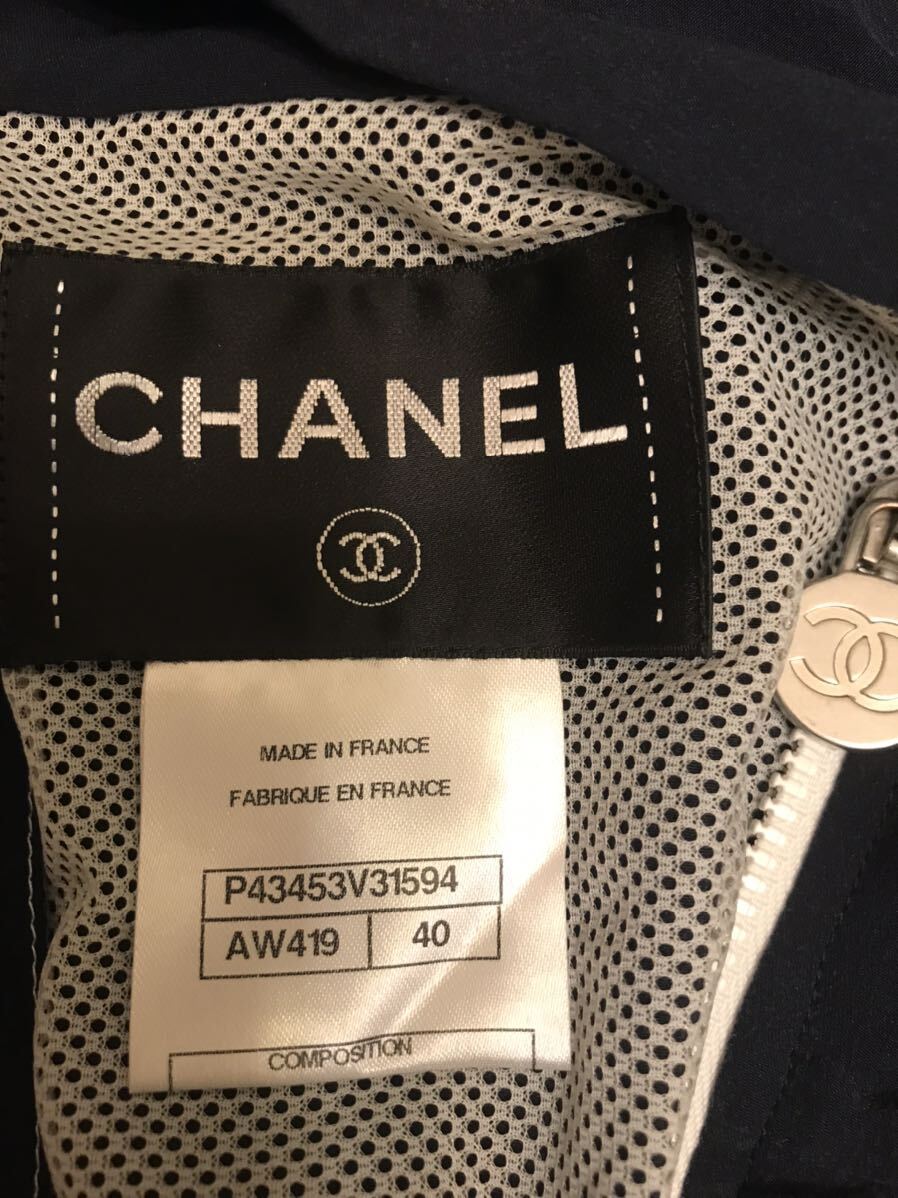 CHANEL
MADE IN FRANCE
FABRIQUE EN FRANCE
P43453V31594
AW419 40
COMPOSITION